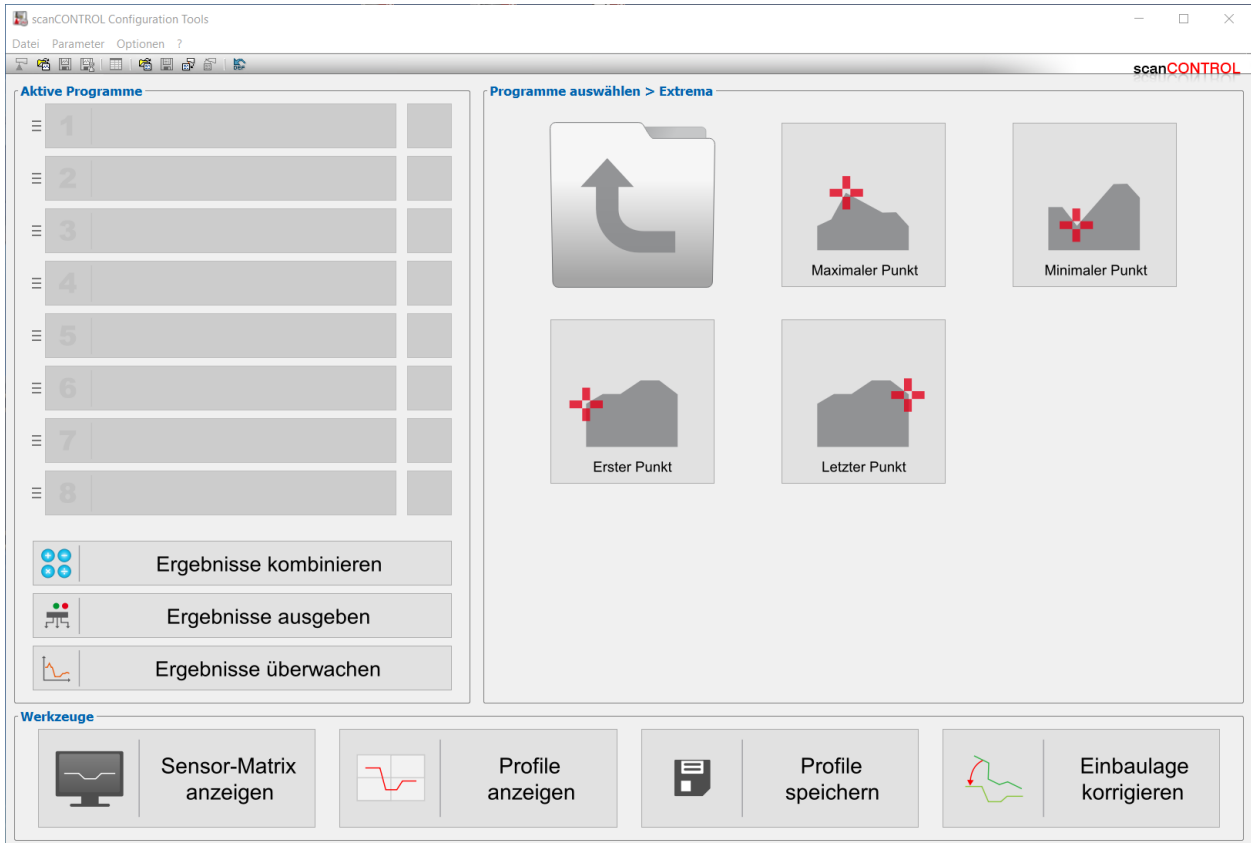 scanCONTROL Configuration Tools
Datei Parameter Optionen ?
scanCONTROL
Aktive Programme
1
2
3
4
5
6
7
8
Ergebnisse kombinieren
Ergebnisse ausgeben
Ergebnisse überwachen
Programme auswählen > Extrema
Maximaler Punkt
Minimaler Punkt
Erster Punkt
Letzter Punkt
Werkzeuge
Sensor-Matrix
anzeigen
Profile
anzeigen
Profile
speichern
Einbaulage
korrigieren